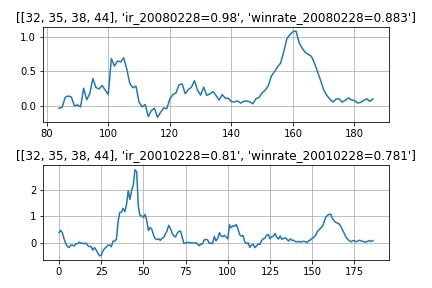 [[32, 35, 38, 44], 'ir_20080228=0.98', 'winrate_20080228=0.883']
1.0
0.5
0.0
80 100 120 140 160 180
[[32, 35, 38, 44], 'ir_20010228=0.81', 'winrate_20010228=0.781']
2
1
0
0 25 50 75 100 125 150 175